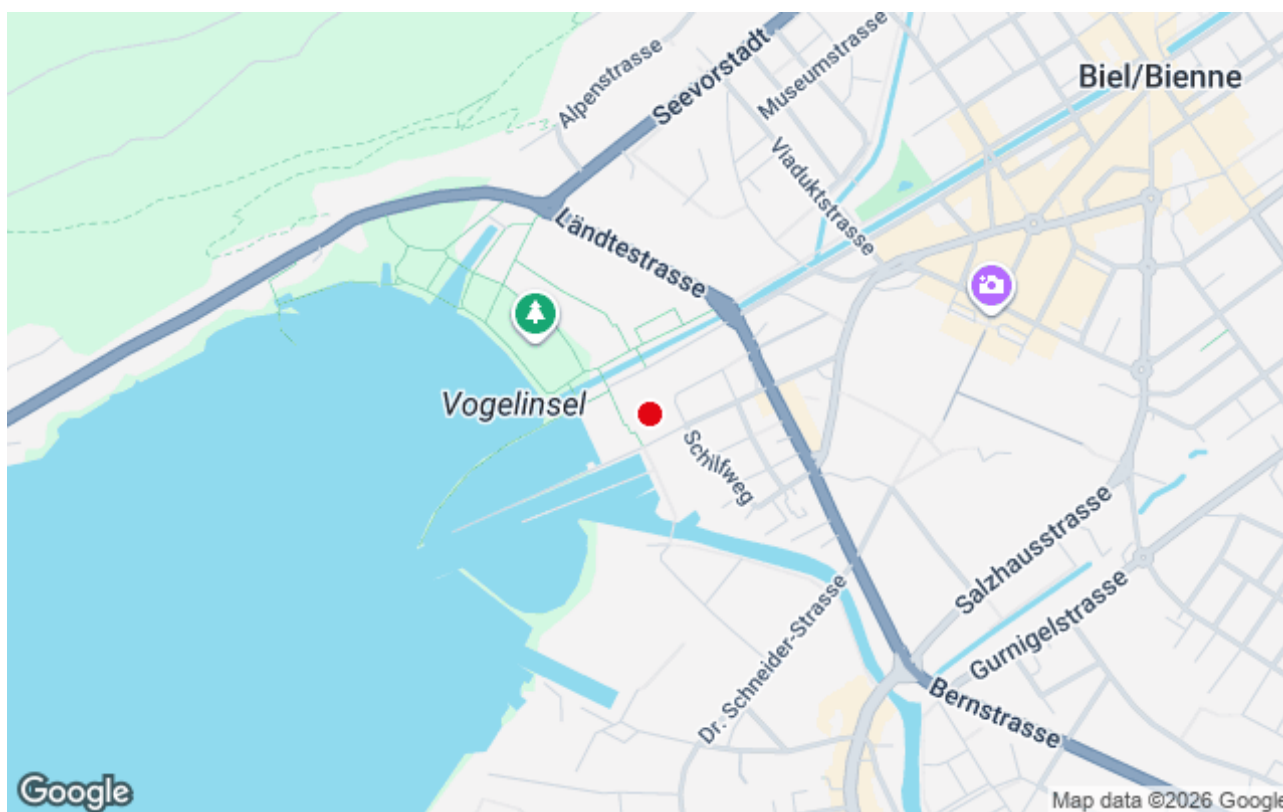 Biel/Bienne
Alpenstrasse
Seevorstadt
Museumstrasse
Viaduktstrasse
Ländtestrasse
Vogelinsel
Schilfweg
Salzhausstrasse
Gurnigelstrasse
Dr. Schneider-Strasse
Bernstrasse
Google
Map data ©2026 Google